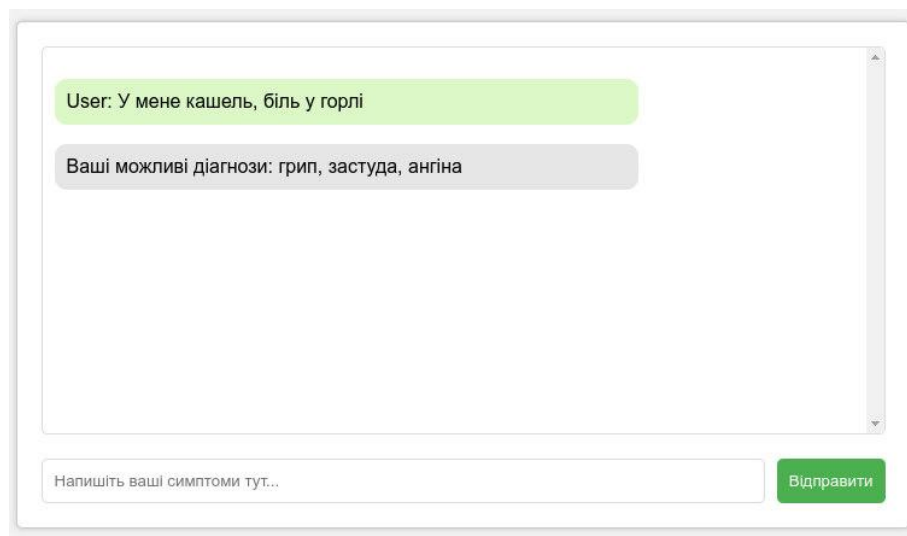 User: У мене кашель, біль у горлі
Ваші можливі діагнози: грип, застуда, ангіна
Напишіть ваші симптоми тут...
Відправити